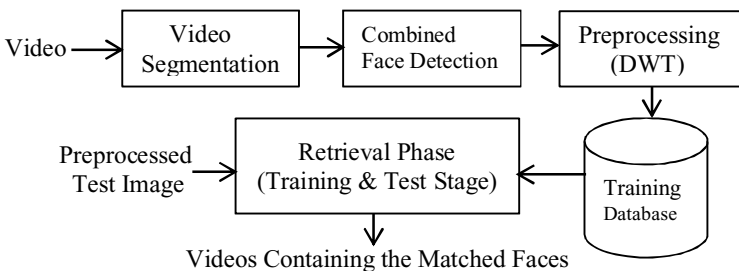 Video
Video
Segmentation
Combined
Face Detection
Preprocessing
(DWT)
Preprocessed
Test Image
Retrieval Phase
(Training & Test Stage)
Training
Database
Videos Containing the Matched Faces